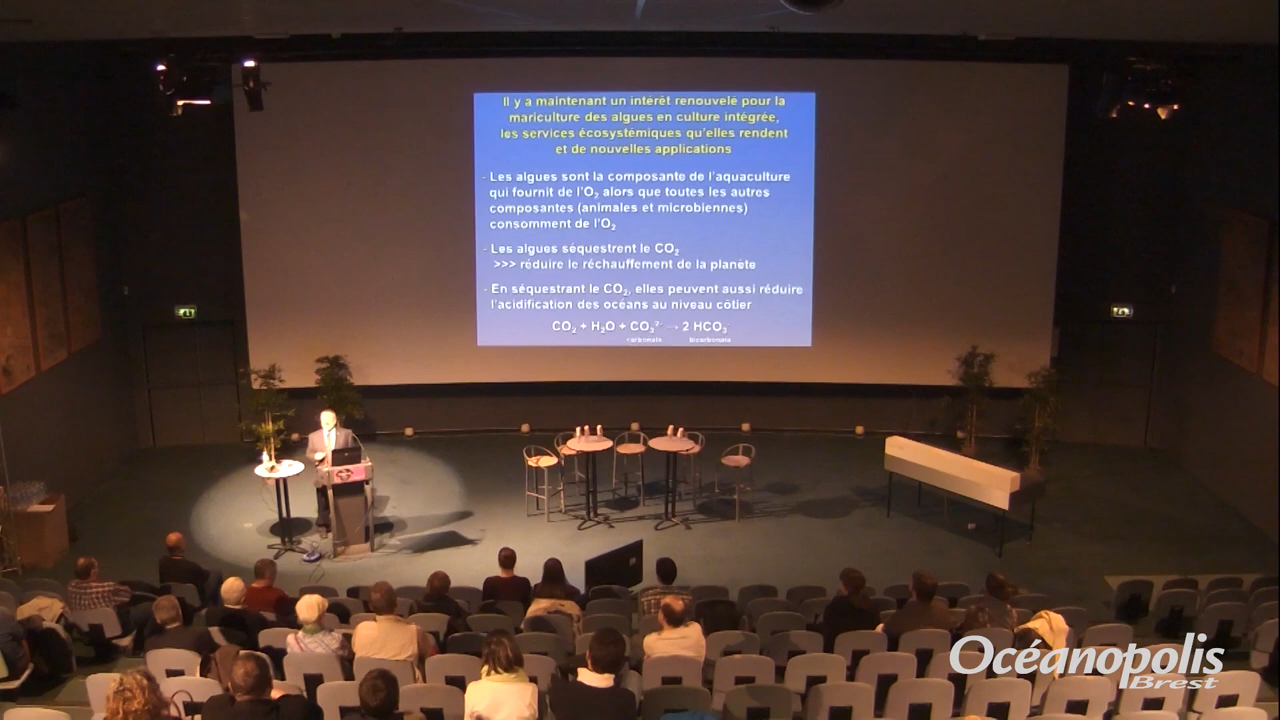 Il y a maintenant un intérêt renouvelé pour la
mariculture des algues en culture intégrée,
les services écosystémiques qu'elles rendent
et de nouvelles applications
- Les algues sont la composante de l'aquaculture
qui fournit de l'O₂ alors que toutes les autres
composantes (animales et microbiennes)
consomment de l'O₂
- Les algues séquestrent le CO₂
>>> réduire le réchauffement de la planète
- En séquestrant le CO₂, elles peuvent aussi réduire
l'acidification des océans au niveau côtier
CO₂ + H₂O + CO₃²⁻ → 2 HCO₃⁻
carbonate bicarbonate
Océanopolis
Brest